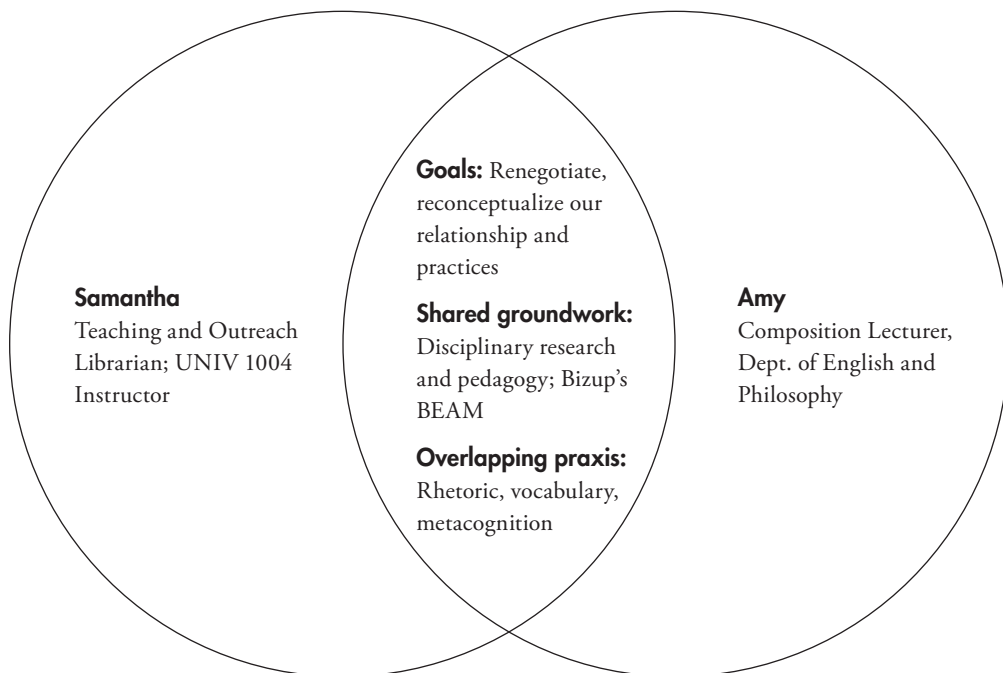 Samantha
Teaching and Outreach
Librarian; UNIV 1004
Instructor
Goals: Renegotiate,
reconceptualize our
relationship and
practices
Shared groundwork:
Disciplinary research
and pedagogy; Bizup's
BEAM
Overlapping praxis:
Rhetoric, vocabulary,
metacognition
Amy
Composition Lecturer,
Dept. of English and
Philosophy